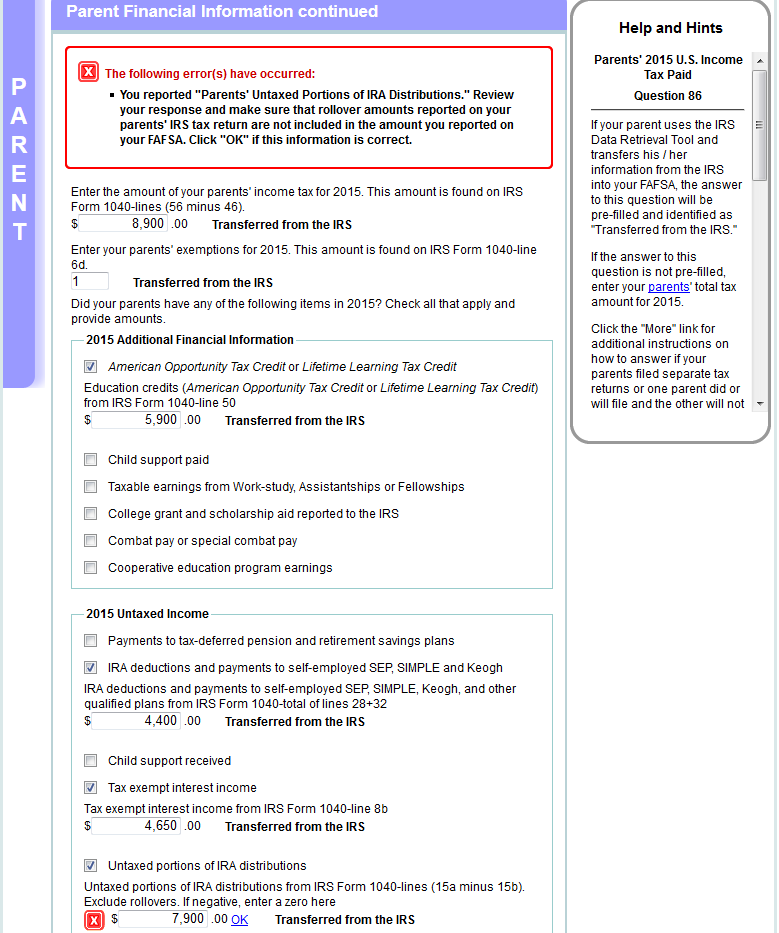 Parent Financial Information continued
PARENT
The following error(s) have occurred:
▪ You reported "Parents' Untaxed Portions of IRA Distributions." Review
your response and make sure that rollover amounts reported on your
parents' IRS tax return are not included in the amount you reported on
your FAFSA. Click "OK" if this information is correct.
Enter the amount of your parents' income tax for 2015. This amount is found on IRS
Form 1040-lines (56 minus 46).
$ 8,900 .00 Transferred from the IRS
Enter your parents' exemptions for 2015. This amount is found on IRS Form 1040-line
6d.
1 Transferred from the IRS
Did your parents have any of the following items in 2015? Check all that apply and
provide amounts.
2015 Additional Financial Information
American Opportunity Tax Credit or Lifetime Learning Tax Credit
Education credits (American Opportunity Tax Credit or Lifetime Learning Tax Credit)
from IRS Form 1040-line 50
$ 5,900 .00 Transferred from the IRS
Child support paid
Taxable earnings from Work-study, Assistantships or Fellowships
College grant and scholarship aid reported to the IRS
Combat pay or special combat pay
Cooperative education program earnings
2015 Untaxed Income
Payments to tax-deferred pension and retirement savings plans
IRA deductions and payments to self-employed SEP, SIMPLE and Keogh
IRA deductions and payments to self-employed SEP, SIMPLE, Keogh, and other
qualified plans from IRS Form 1040-total of lines 28+32
$ 4,400 .00 Transferred from the IRS
Child support received
Tax exempt interest income
Tax exempt interest income from IRS Form 1040-line 8b
$ 4,650 .00 Transferred from the IRS
Untaxed portions of IRA distributions
Untaxed portions of IRA distributions from IRS Form 1040-lines (15a minus 15b).
Exclude rollovers. If negative, enter a zero here
$ 7,900 .00 OK Transferred from the IRS
Help and Hints
Parents' 2015 U.S. Income
Tax Paid
Question 86
If your parent uses the IRS
Data Retrieval Tool and
transfers his / her
information from the IRS
into your FAFSA, the answer
to this question will be
pre-filled and identified as
"Transferred from the IRS."
If the answer to this
question is not pre-filled,
enter your parents' total tax
amount for 2015.
Click the "More" link for
additional instructions on
how to answer if your
parents filed separate tax
returns or one parent did or
will file and the other will not